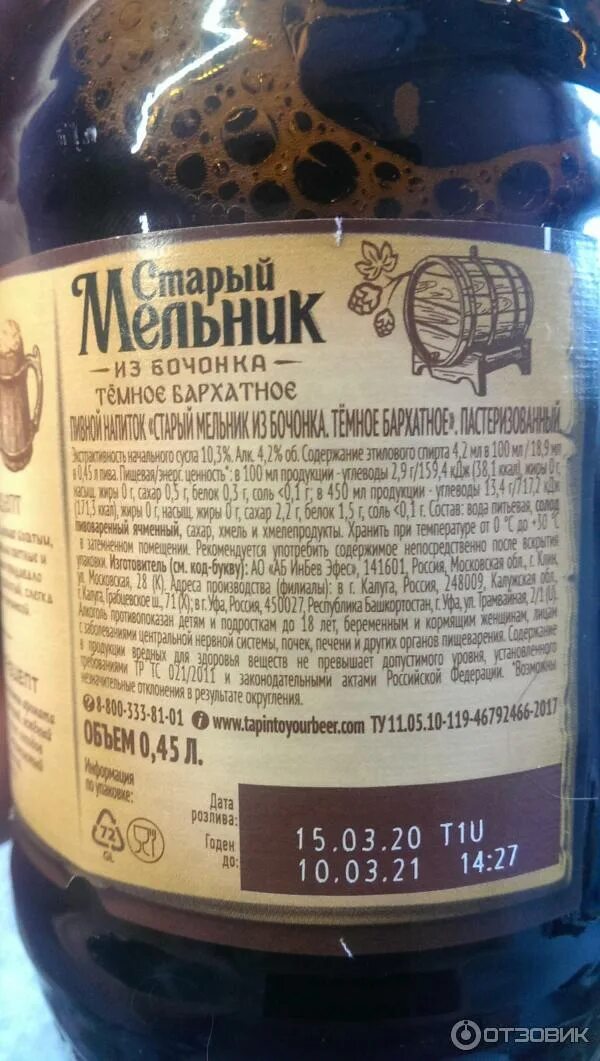 Старый
Мельник
ИЗ БОЧОНКА
ТЁМНОЕ БАРХАТНОЕ
ПИВНОЙ НАПИТОК «СТАРЫЙ МЕЛЬНИК ИЗ БОЧОНКА. ТЁМНОЕ БАРХАТНОЕ». ПАСТЕРИЗОВАННЫЙ
Экстрактивность начального сусла 10,3%. Алк. 4,2% об. Содержание этилового спирта 4,2 мл в 100 мл / 18,9 мл
в 0,45 л пива. Пищевая/энерг. ценность*: в 100 мл продукции - углеводы 2,9 г/159,4 кДж (38,1 ккал), жиры 0 г,
насыщ. жиры 0 г, сахар 0,5 г, белок 0,3 г, соль <0,1 г; в 450 мл продукции - углеводы 13,4 г/717,2 кДж
(171,3 ккал), жиры 0 г, насыщ. жиры 0 г, сахар 2,2 г, белок 1,5 г, соль <0,1 г. Состав: вода питьевая, солод
пивоваренный ячменный, сахар, хмель и хмелепродукты. Хранить при температуре от 0 °С до +30 °С
в затемненном помещении. Рекомендуется употребить содержимое непосредственно после вскрытия
упаковки. Изготовитель (см. код-букву): АО «АБ ИнБев Эфес», 141601, Россия, Московская обл., г. Клин,
ул. Московская, 28 (K). Адреса производства (филиалы): в г. Калуга, Россия, 248009, Калужская обл.,
г. Калуга, Грабцевское ш., 71 (X); в г. Уфа, Россия, 450027, Республика Башкортостан, г. Уфа, ул. Трамвайная, 2/1 (U).
Алкоголь противопоказан детям и подросткам до 18 лет, беременным и кормящим женщинам, лицам
с заболеваниями центральной нервной системы, почек, печени и других органов пищеварения. Содержание
в продукции вредных для здоровья веществ не превышает допустимого уровня, установленного
требованиями ТР ТС 021/2011 и законодательными актами Российской Федерации. *Возможны
незначительные отклонения в результате округления.
8-800-333-81-01 www.tapintoyourbeer.com ТУ 11.05.10-119-46792466-2017
ОБЪЕМ 0,45 Л.
Информация
по упаковке:
72
GL
Дата
розлива:
15.03.20 T1U
Годен
до:
10.03.21 14:27
ОТЗОВИК